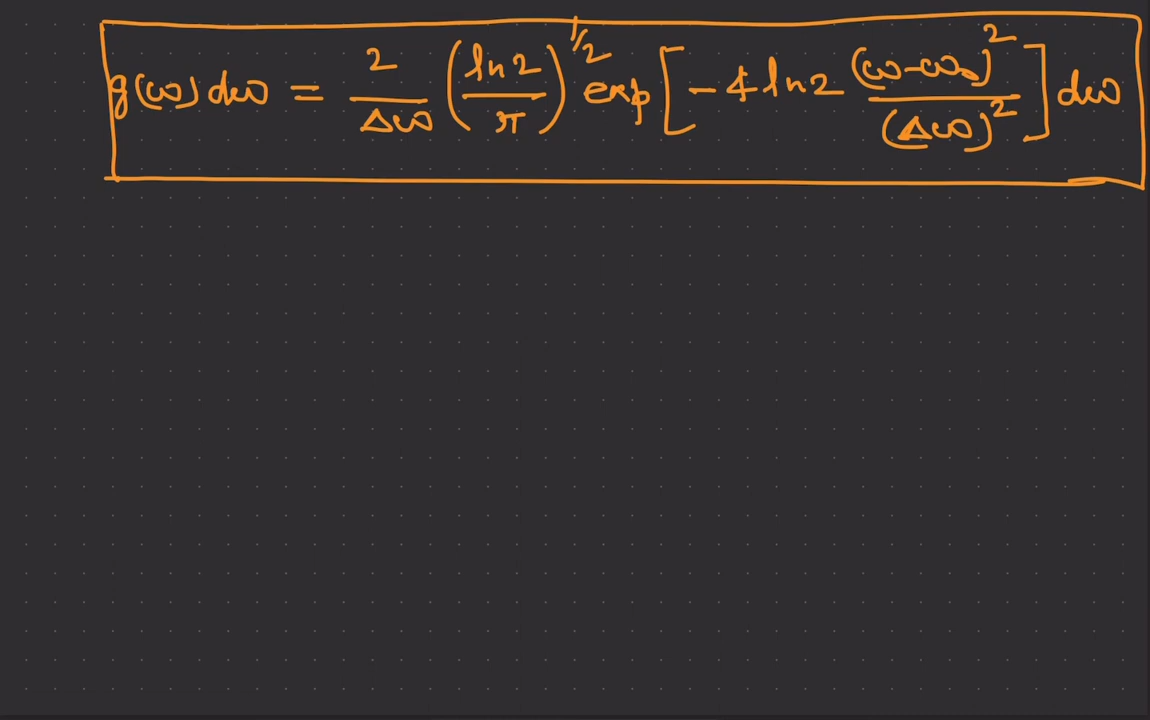 g(ω)dω = 2/Δω (ln2/π)^1/2 exp[-4 ln2 (ω-ω₀)²/(Δω)²] dω